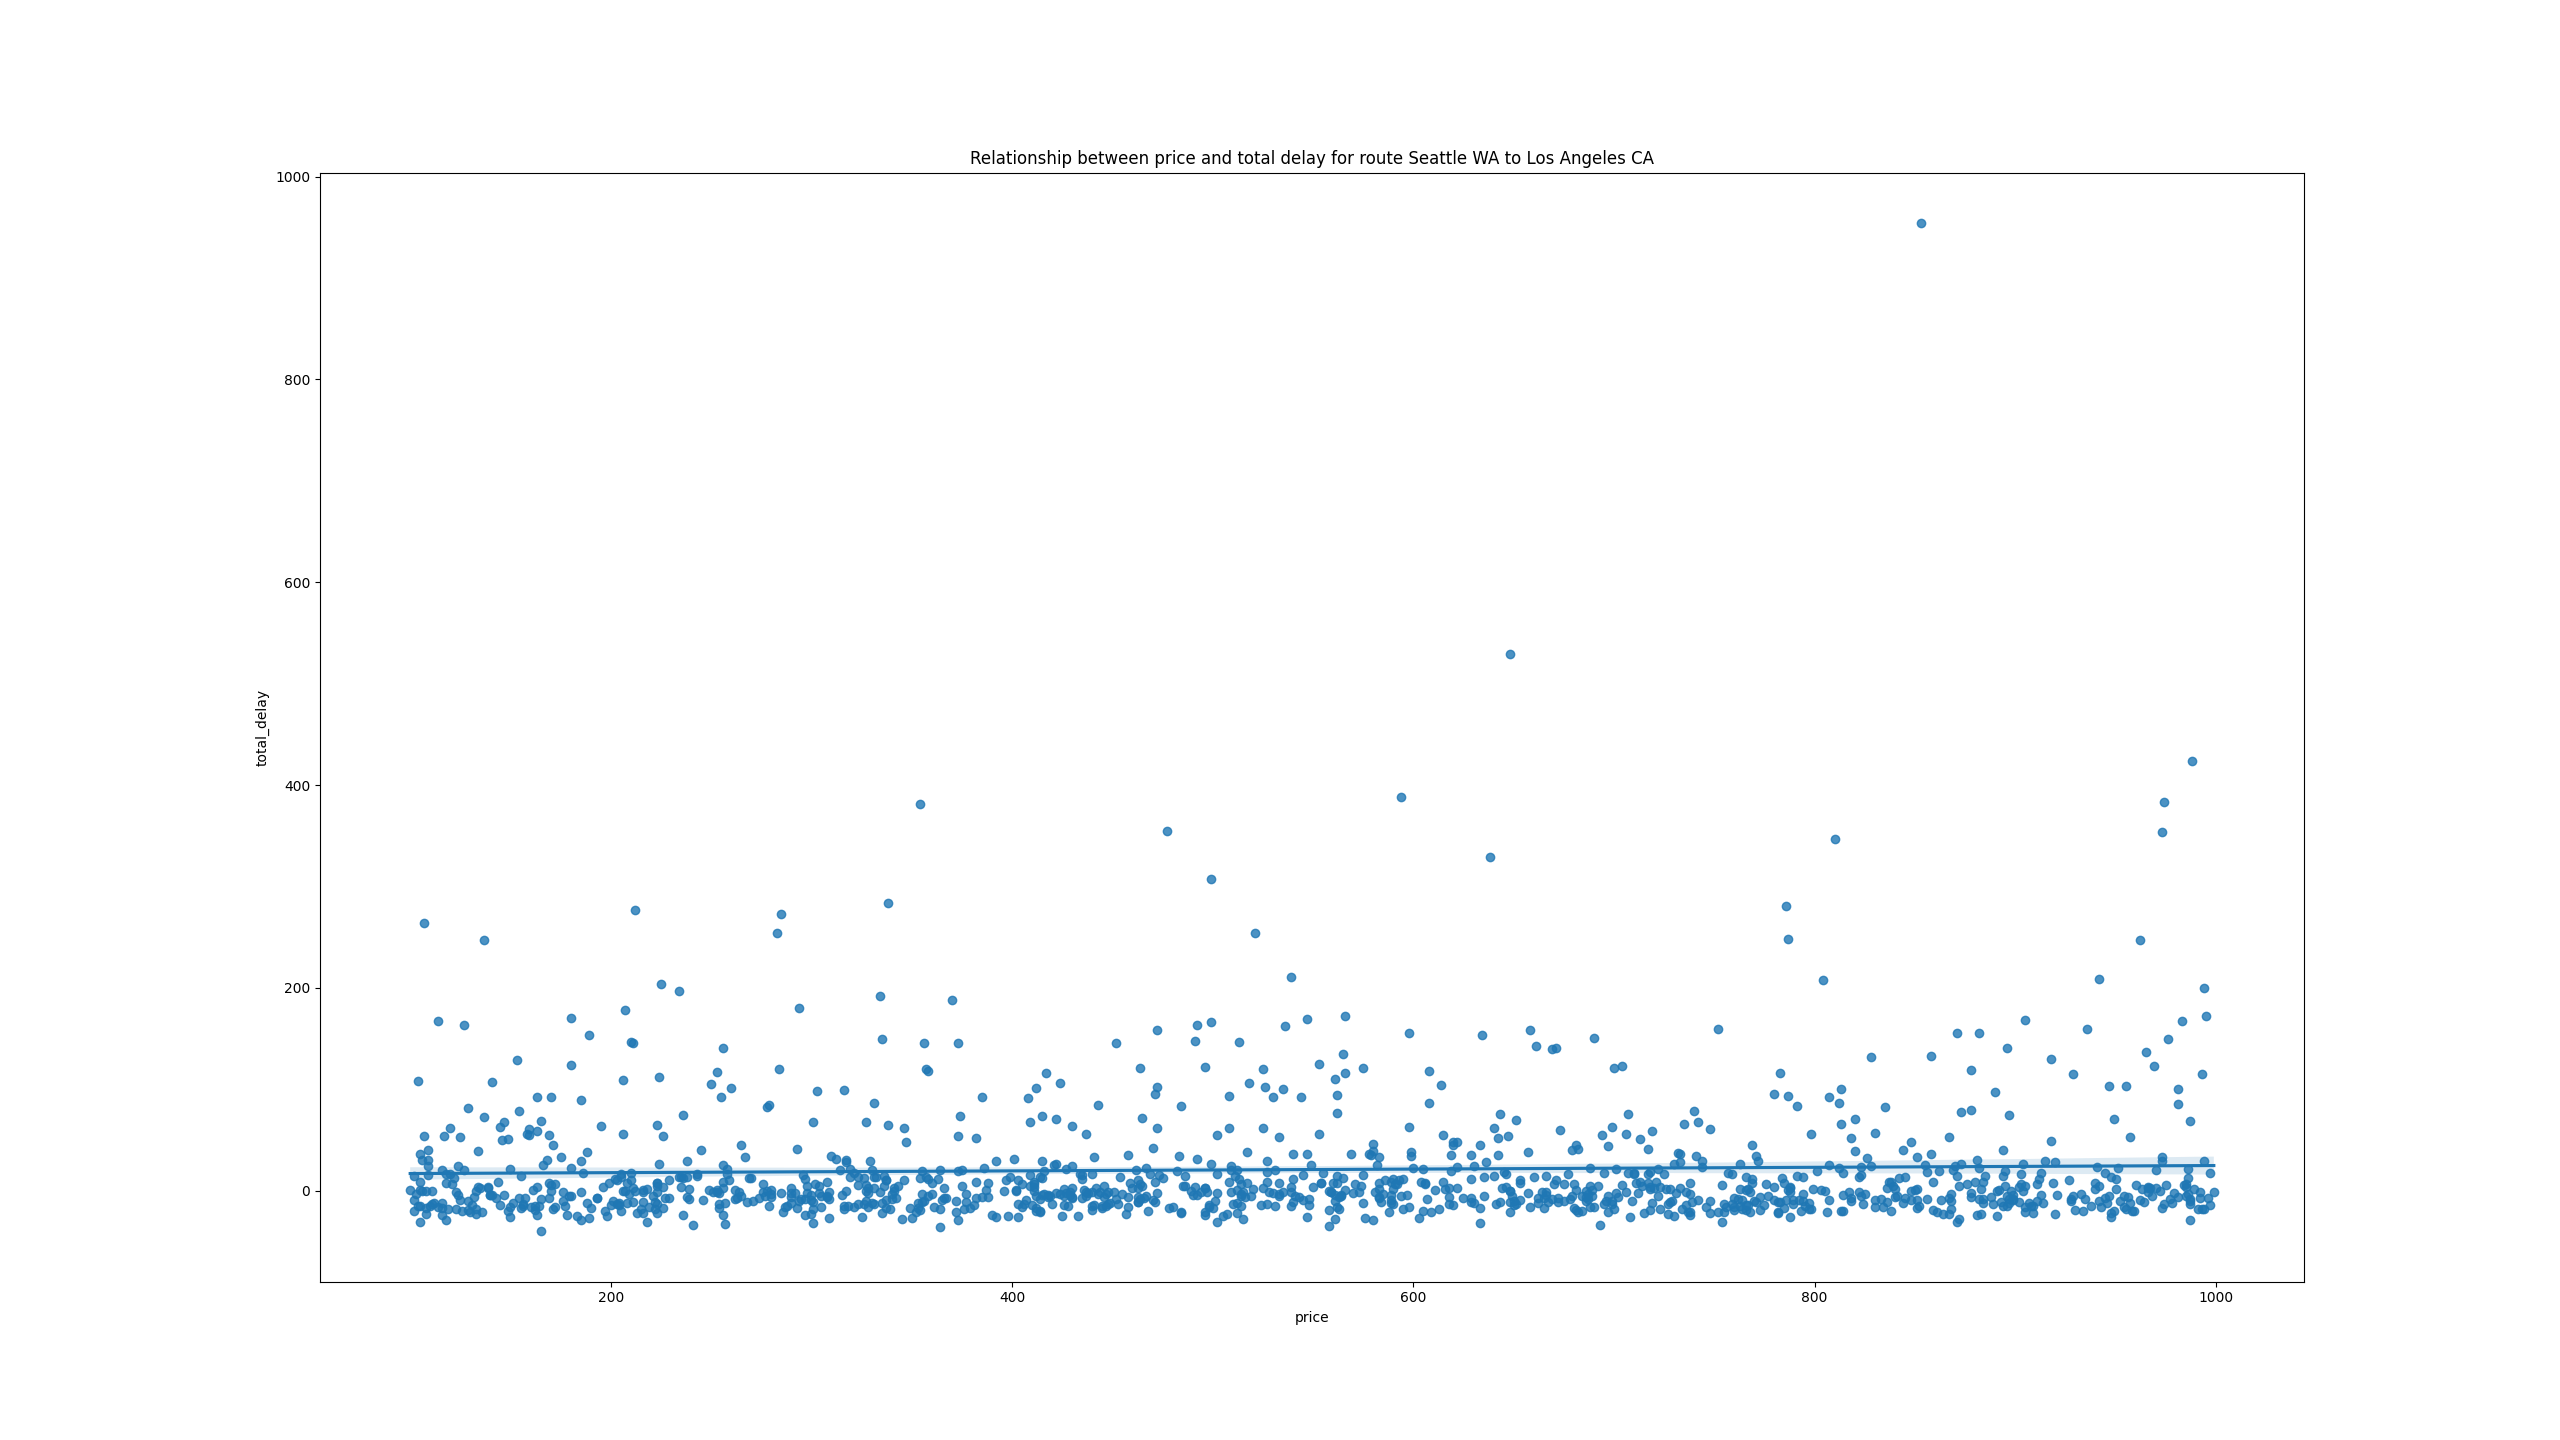 Relationship between price and total delay for route Seattle WA to Los Angeles CA
1000
800
600
400
200
0
total_delay
200 400 600 800 1000
price